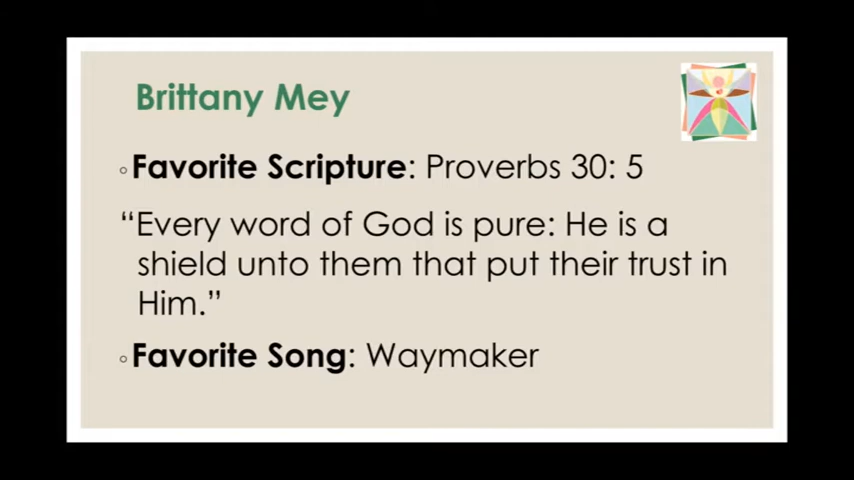 Brittany Mey
◦Favorite Scripture: Proverbs 30: 5
“Every word of God is pure: He is a
shield unto them that put their trust in
Him.”
◦Favorite Song: Waymaker